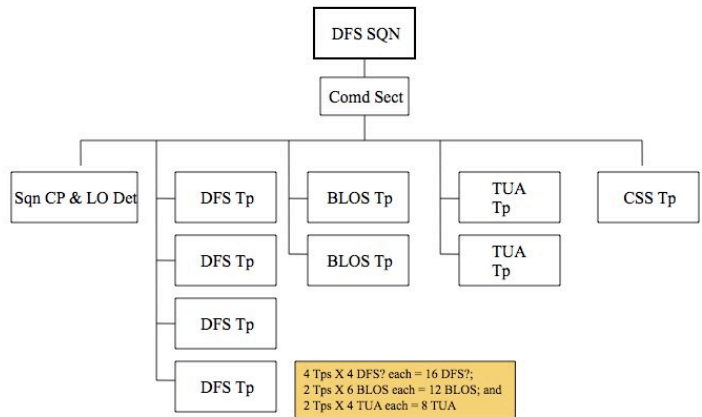 DFS SQN
Comd Sect
Sqn CP & LO Det
DFS Tp
BLOS Tp
TUA
Tp
CSS Tp
DFS Tp
BLOS Tp
TUA
Tp
DFS Tp
DFS Tp
4 Tps X 4 DFS? each = 16 DFS?;
2 Tps X 6 BLOS each = 12 BLOS; and
2 Tps X 4 TUA each = 8 TUA